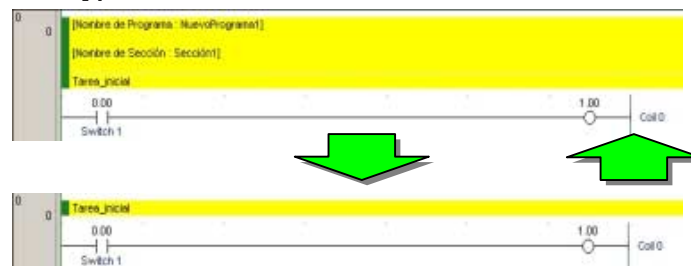 0 0 [Nombre de Programa : NuevoPrograma1]
[Nombre de Sección : Sección1]
Tarea_inicial
0.00 1.00
Coil 0
Switch 1
0 0 Tarea_inicial
0.00 1.00
Coil 0
Switch 1